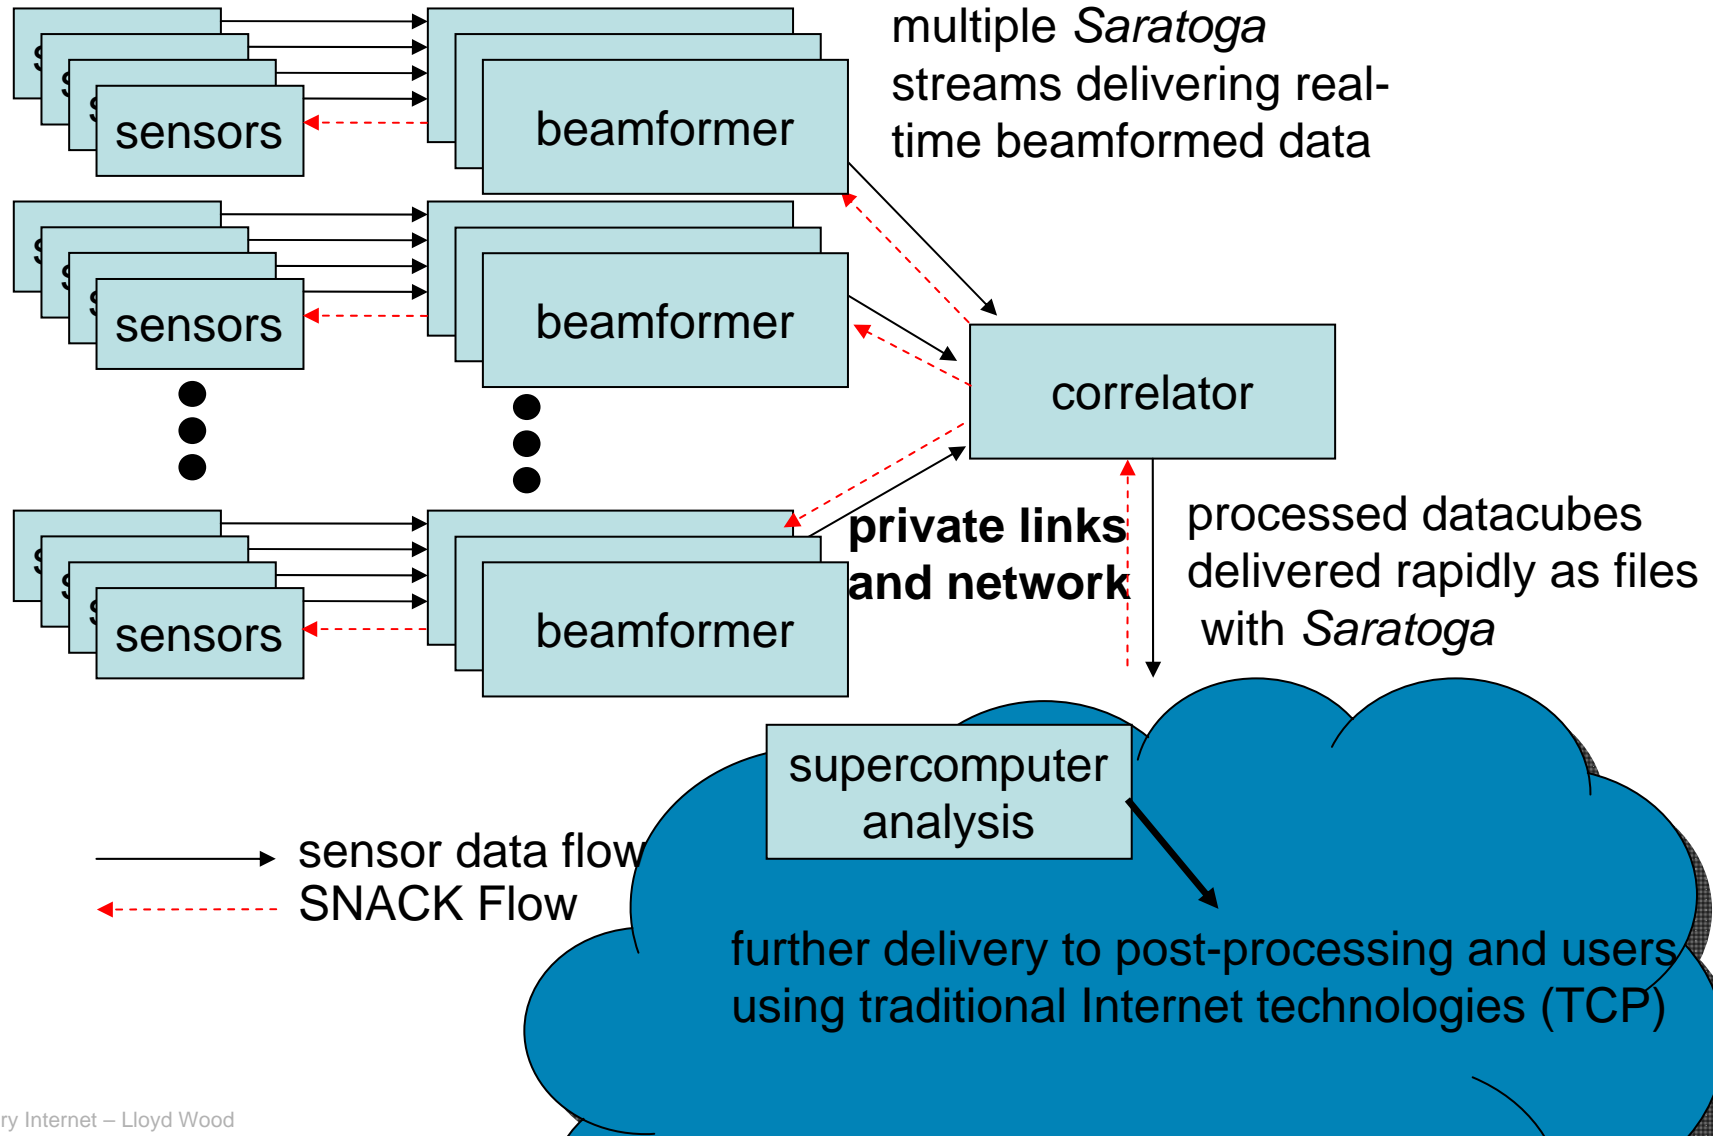 multiple Saratoga
streams delivering real-
time beamformed data
sensors
beamformer
sensors
beamformer
correlator
private links
and network
processed datacubes
delivered rapidly as files
with Saratoga
sensors
beamformer
supercomputer
analysis
sensor data flow
SNACK Flow
further delivery to post-processing and users
using traditional Internet technologies (TCP)
ry Internet – Lloyd Wood